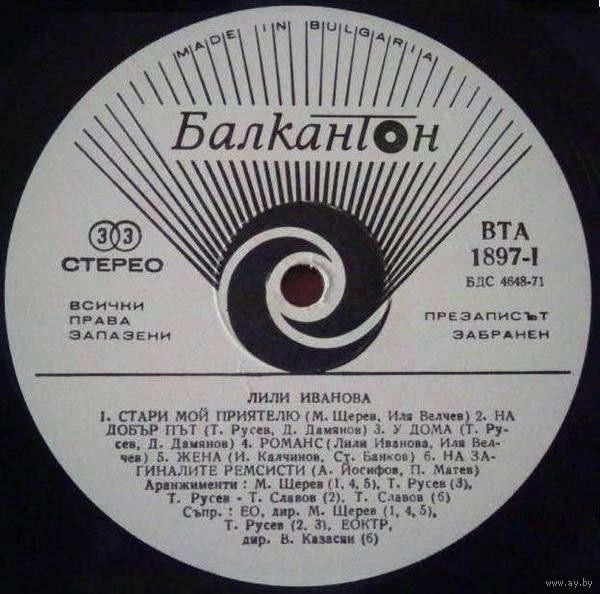 MADE IN BULGARIA
Балкантон
33
СТЕРЕО
ВТА
1897-I
БДС 4648-71
ВСИЧКИ
ПРАВА
ЗАПАЗЕНИ
ПРЕЗАПИСЪТ
ЗАБРАНЕН
ЛИЛИ ИВАНОВА
1. СТАРИ МОЙ ПРИЯТЕЛЮ (М. Щерев, Иля Велчев) 2. НА
ДОБЪР ПЪТ (Т. Русев, Д. Дамянов) 3. У ДОМА (Т. Ру-
сев, Д. Дамянов) 4. РОМАНС (Лили Иванова, Иля Вел-
чев) 5. ЖЕНА (И. Калчинов, Ст. Банков) 6. НА ЗА-
ГИНАЛИТЕ РЕМСИСТИ (А. Йосифов, П. Матев)
Аранжименти : М. Щерев (1, 4, 5), Т. Русев (3),
Т. Русев - Т. Славов (2), Т. Славов (6)
Съпр. : ЕО, дир. М. Щерев (1, 4, 5),
Т. Русев (2, 3), ЕОКТР,
дир. В. Казасян (6)
www.ay.by